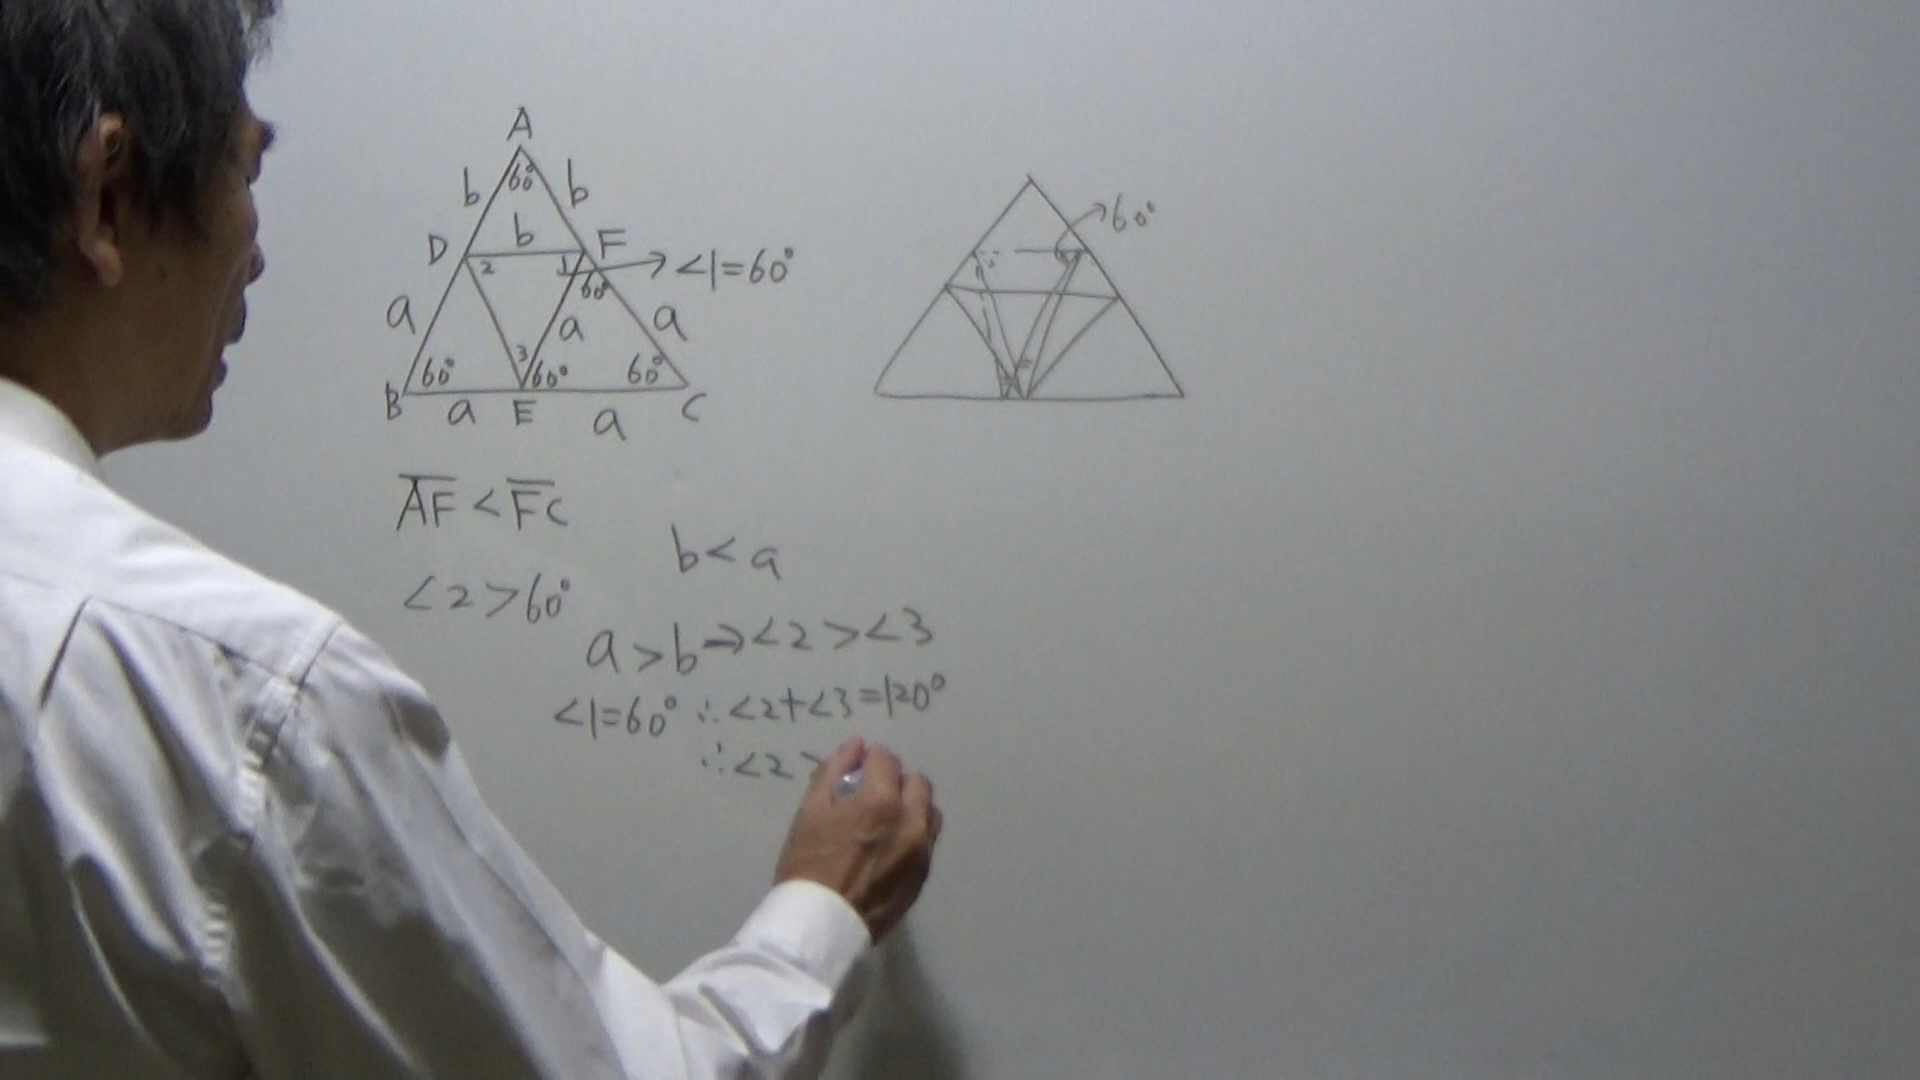 A
60°
b
b
b
D
F
2
1
→ <1=60°
60°
a
a
a
3
60°
60°
60°
B
a
E
a
C
60°
AF < FC
b < a
<2 > 60°
a > b → <2 > <3
<1=60° ∴ <2+<3=120°
∴ <2 >